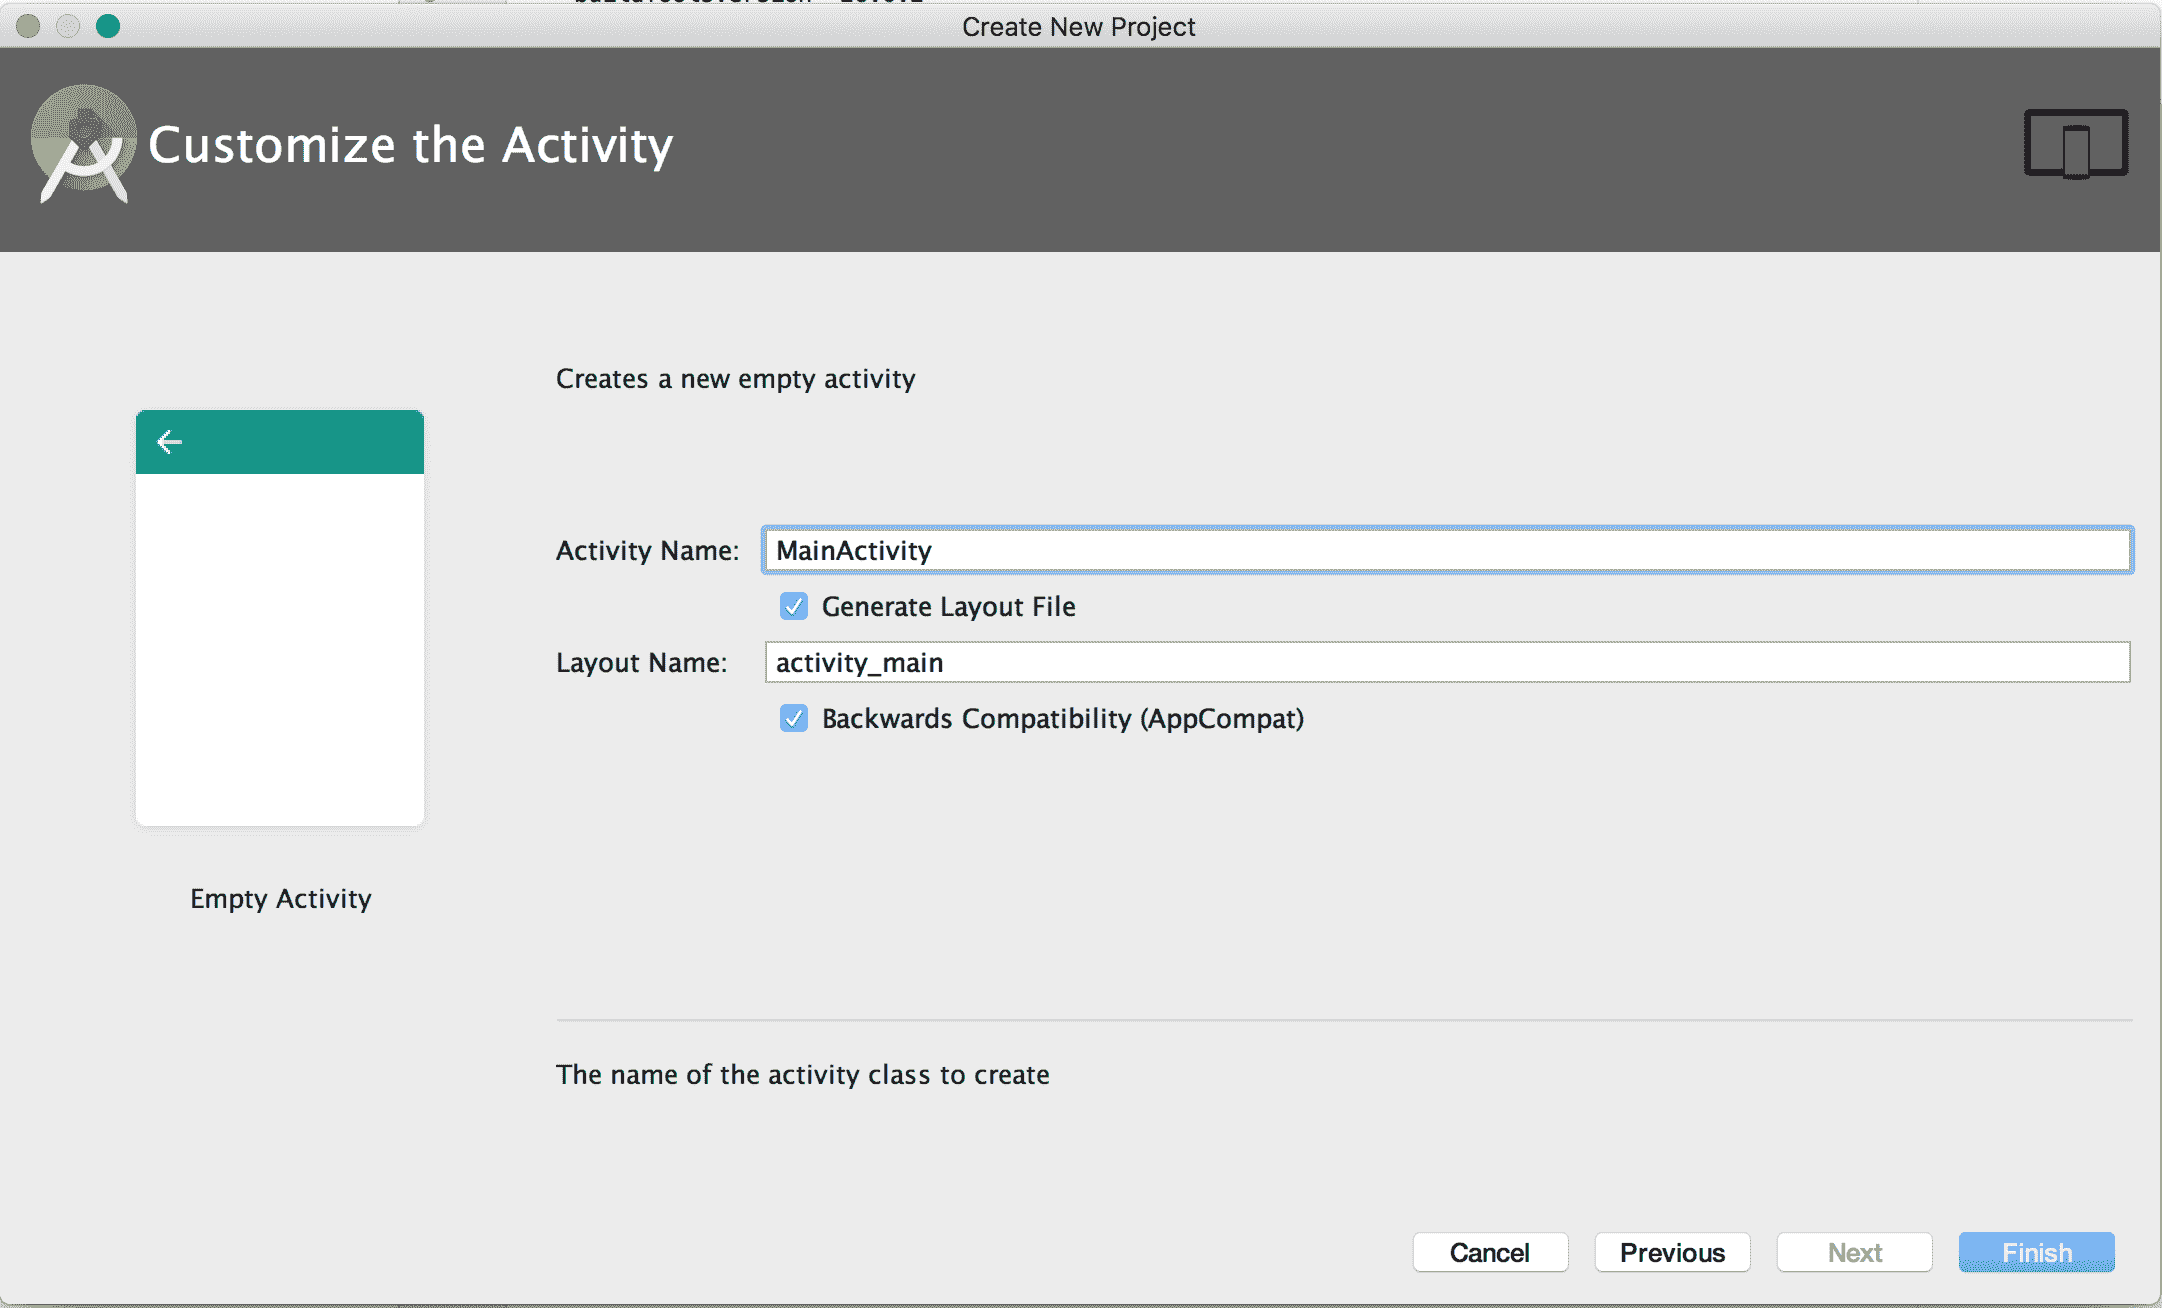 Create New Project
Customize the Activity
Creates a new empty activity
Activity Name: MainActivity
Generate Layout File
Layout Name: activity_main
Backwards Compatibility (AppCompat)
Empty Activity
The name of the activity class to create
Cancel Previous Next Finish